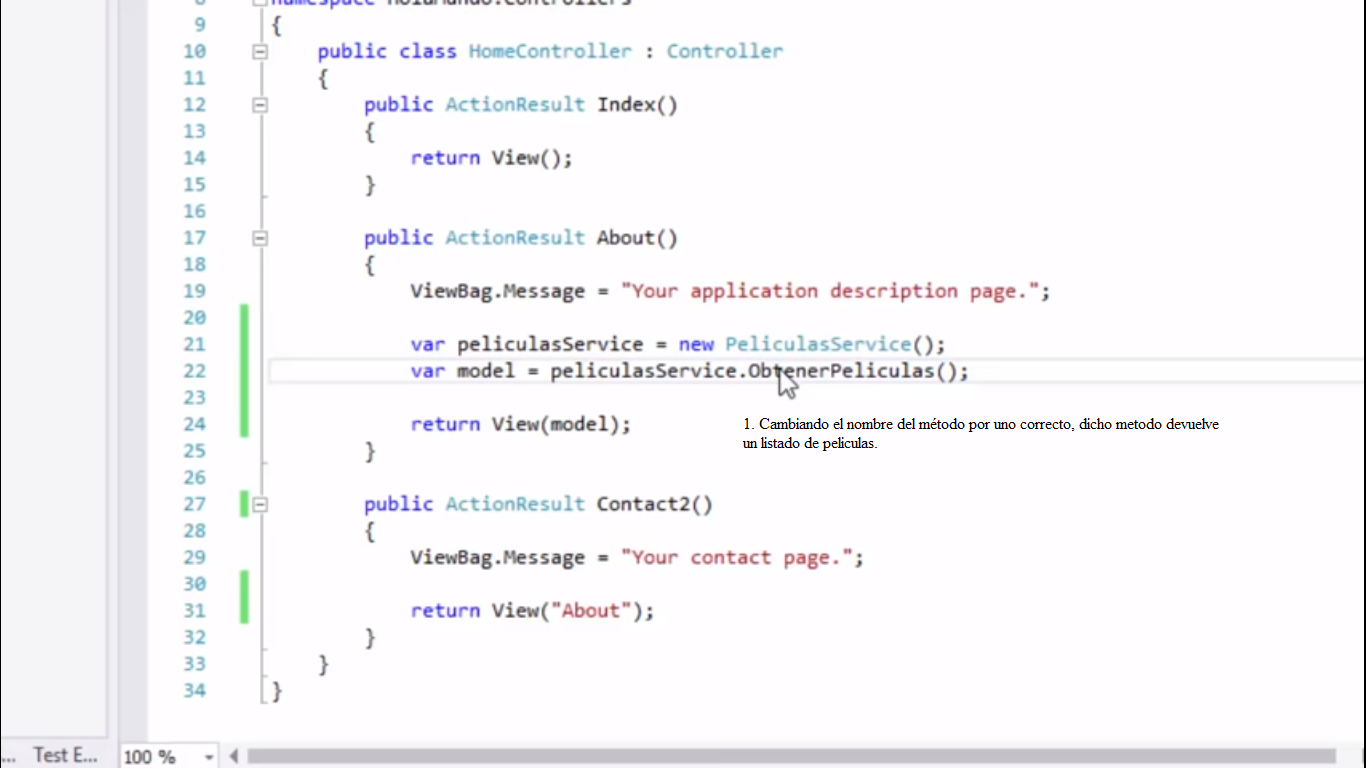 9 {
10 public class HomeController : Controller
11 {
12 public ActionResult Index()
13 {
14 return View();
15 }
16
17 public ActionResult About()
18 {
19 ViewBag.Message = "Your application description page.";
20
21 var peliculasService = new PeliculasService();
22 var model = peliculasService.ObtenerPeliculas();
23
24 return View(model);
1. Cambiando el nombre del método por uno correcto, dicho metodo devuelve
un listado de peliculas.
25 }
26
27 public ActionResult Contact2()
28 {
29 ViewBag.Message = "Your contact page.";
30
31 return View("About");
32 }
33 }
34 }
... Test E... 100 %